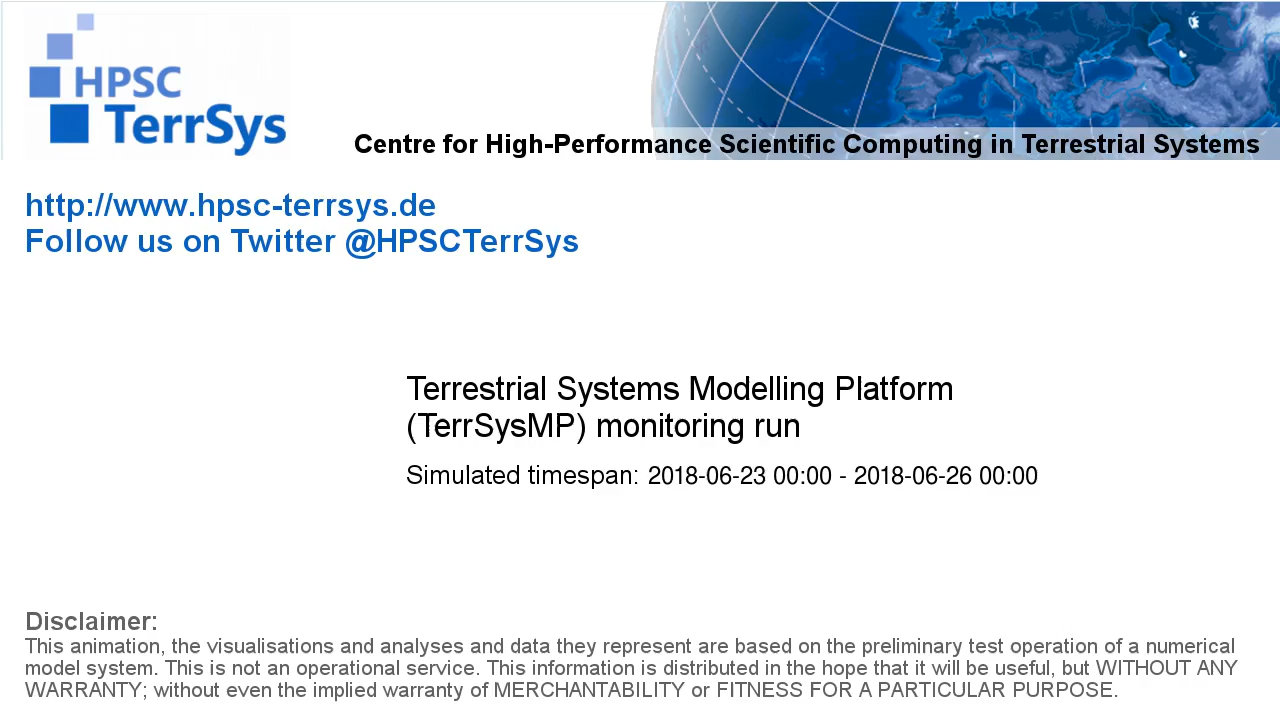 HPSC
TerrSys
Centre for High-Performance Scientific Computing in Terrestrial Systems
http://www.hpsc-terrsys.de
Follow us on Twitter @HPSCTerrSys
Terrestrial Systems Modelling Platform
(TerrSysMP) monitoring run
Simulated timespan: 2018-06-23 00:00 - 2018-06-26 00:00
Disclaimer:
This animation, the visualisations and analyses and data they represent are based on the preliminary test operation of a numerical
model system. This is not an operational service. This information is distributed in the hope that it will be useful, but WITHOUT ANY
WARRANTY; without even the implied warranty of MERCHANTABILITY or FITNESS FOR A PARTICULAR PURPOSE.